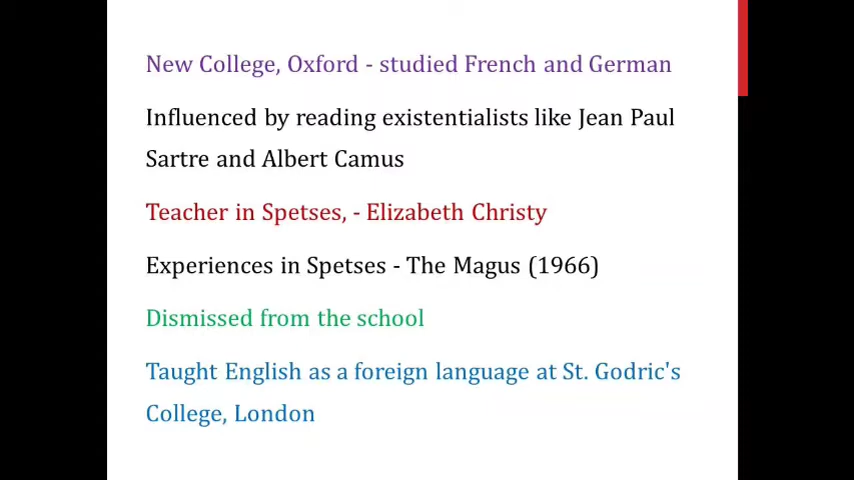 New College, Oxford - studied French and German
Influenced by reading existentialists like Jean Paul
Sartre and Albert Camus
Teacher in Spetses, - Elizabeth Christy
Experiences in Spetses - The Magus (1966)
Dismissed from the school
Taught English as a foreign language at St. Godric's
College, London